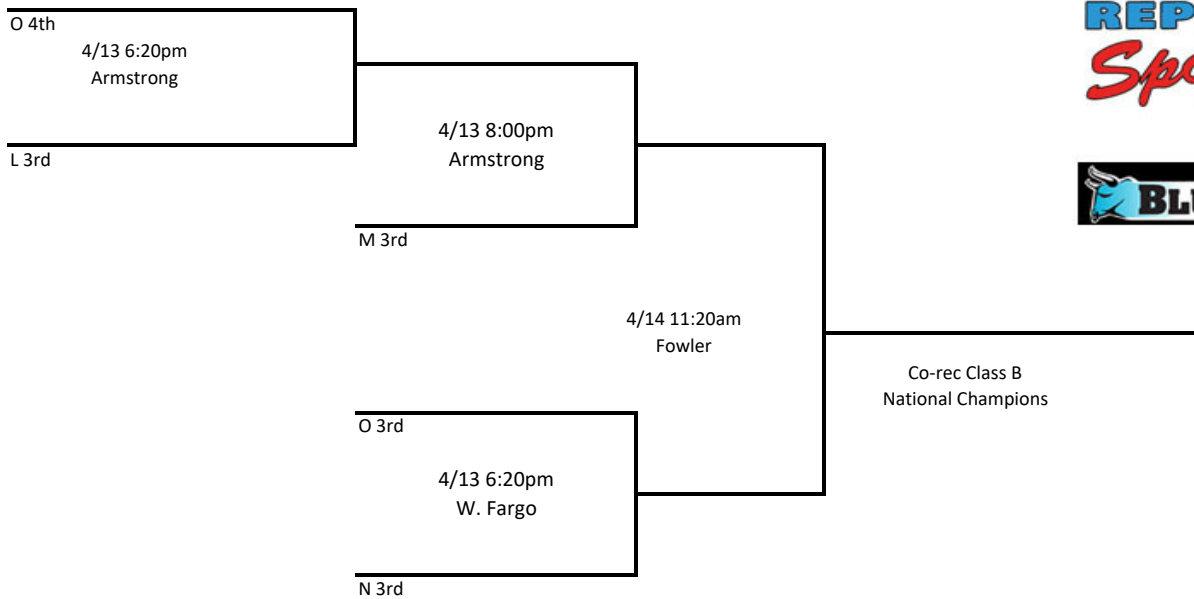 O 4th
4/13 6:20pm
Armstrong
L 3rd
4/13 8:00pm
Armstrong
M 3rd
4/14 11:20am
Fowler
Co-rec Class B
National Champions
O 3rd
4/13 6:20pm
W. Fargo
N 3rd